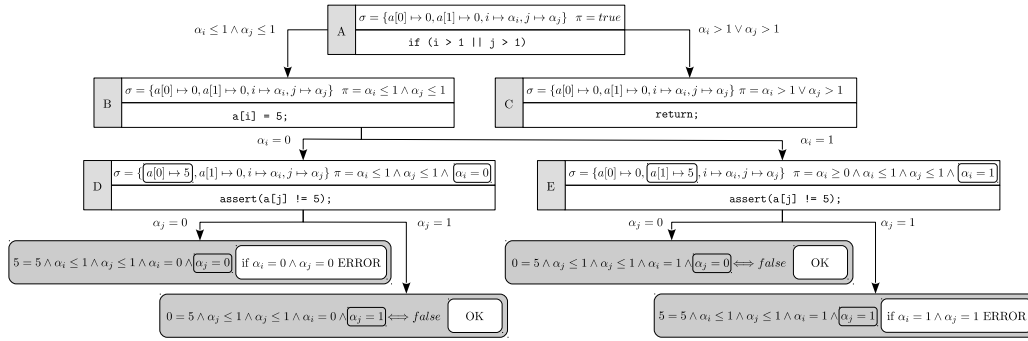 α_i ≤ 1 ∧ α_j ≤ 1
A
σ = {a[0] ↦ 0, a[1] ↦ 0, i ↦ α_i, j ↦ α_j} π = true
if (i > 1 || j > 1)
α_i > 1 ∨ α_j > 1
B
σ = {a[0] ↦ 0, a[1] ↦ 0, i ↦ α_i, j ↦ α_j} π = α_i ≤ 1 ∧ α_j ≤ 1
a[i] = 5;
C
σ = {a[0] ↦ 0, a[1] ↦ 0, i ↦ α_i, j ↦ α_j} π = α_i > 1 ∨ α_j > 1
return;
α_i = 0
α_i = 1
D
σ = {a[0] ↦ 5, a[1] ↦ 0, i ↦ α_i, j ↦ α_j} π = α_i ≤ 1 ∧ α_j ≤ 1 ∧ α_i = 0
assert(a[j] != 5);
E
σ = {a[0] ↦ 0, a[1] ↦ 5, i ↦ α_i, j ↦ α_j} π = α_i ≥ 0 ∧ α_i ≤ 1 ∧ α_j ≤ 1 ∧ α_i = 1
assert(a[j] != 5);
α_j = 0
α_j = 1
α_j = 0
α_j = 1
5 = 5 ∧ α_i ≤ 1 ∧ α_j ≤ 1 ∧ α_i = 0 ∧ α_j = 0 if α_i = 0 ∧ α_j = 0 ERROR
0 = 5 ∧ α_j ≤ 1 ∧ α_j ≤ 1 ∧ α_i = 1 ∧ α_j = 0 ⟺ false OK
0 = 5 ∧ α_j ≤ 1 ∧ α_j ≤ 1 ∧ α_i = 0 ∧ α_j = 1 ⟺ false OK
5 = 5 ∧ α_i ≤ 1 ∧ α_j ≤ 1 ∧ α_i = 1 ∧ α_j = 1 if α_i = 1 ∧ α_j = 1 ERROR